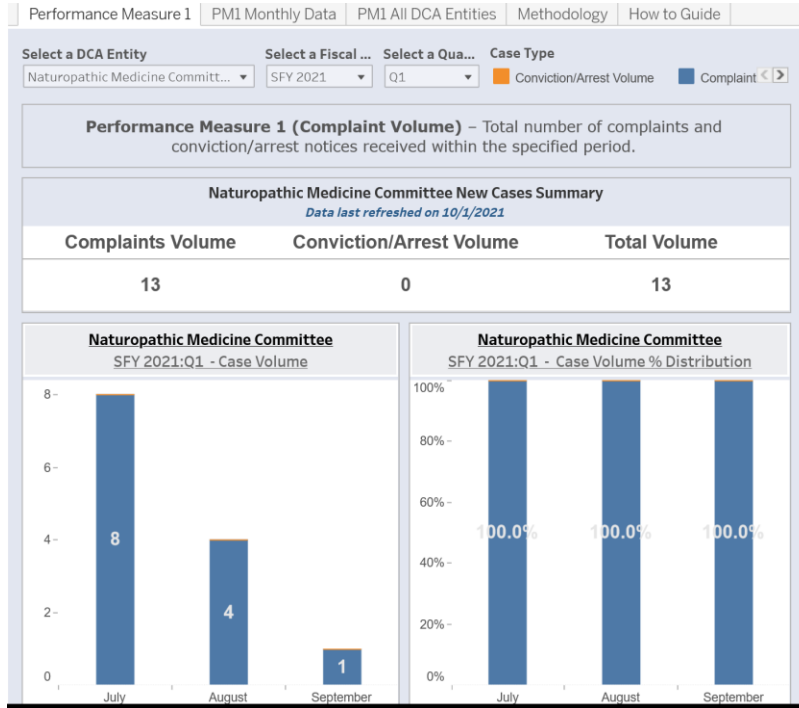 Performance Measure 1
PM1 Monthly Data
PM1 All DCA Entities
Methodology
How to Guide
Select a DCA Entity
Select a Fiscal ...
Select a Qua...
Case Type
Naturopathic Medicine Committ...
SFY 2021
Q1
Conviction/Arrest Volume
Complaint
Performance Measure 1 (Complaint Volume) – Total number of complaints and
conviction/arrest notices received within the specified period.
Naturopathic Medicine Committee New Cases Summary
Data last refreshed on 10/1/2021
Complaints Volume
Conviction/Arrest Volume
Total Volume
13
0
13
Naturopathic Medicine Committee
SFY 2021:Q1 - Case Volume
8
6
4
2
0
8
4
1
July
August
September
Naturopathic Medicine Committee
SFY 2021:Q1 - Case Volume % Distribution
100%
80%
60%
40%
20%
0%
100.0%
100.0%
100.0%
July
August
September